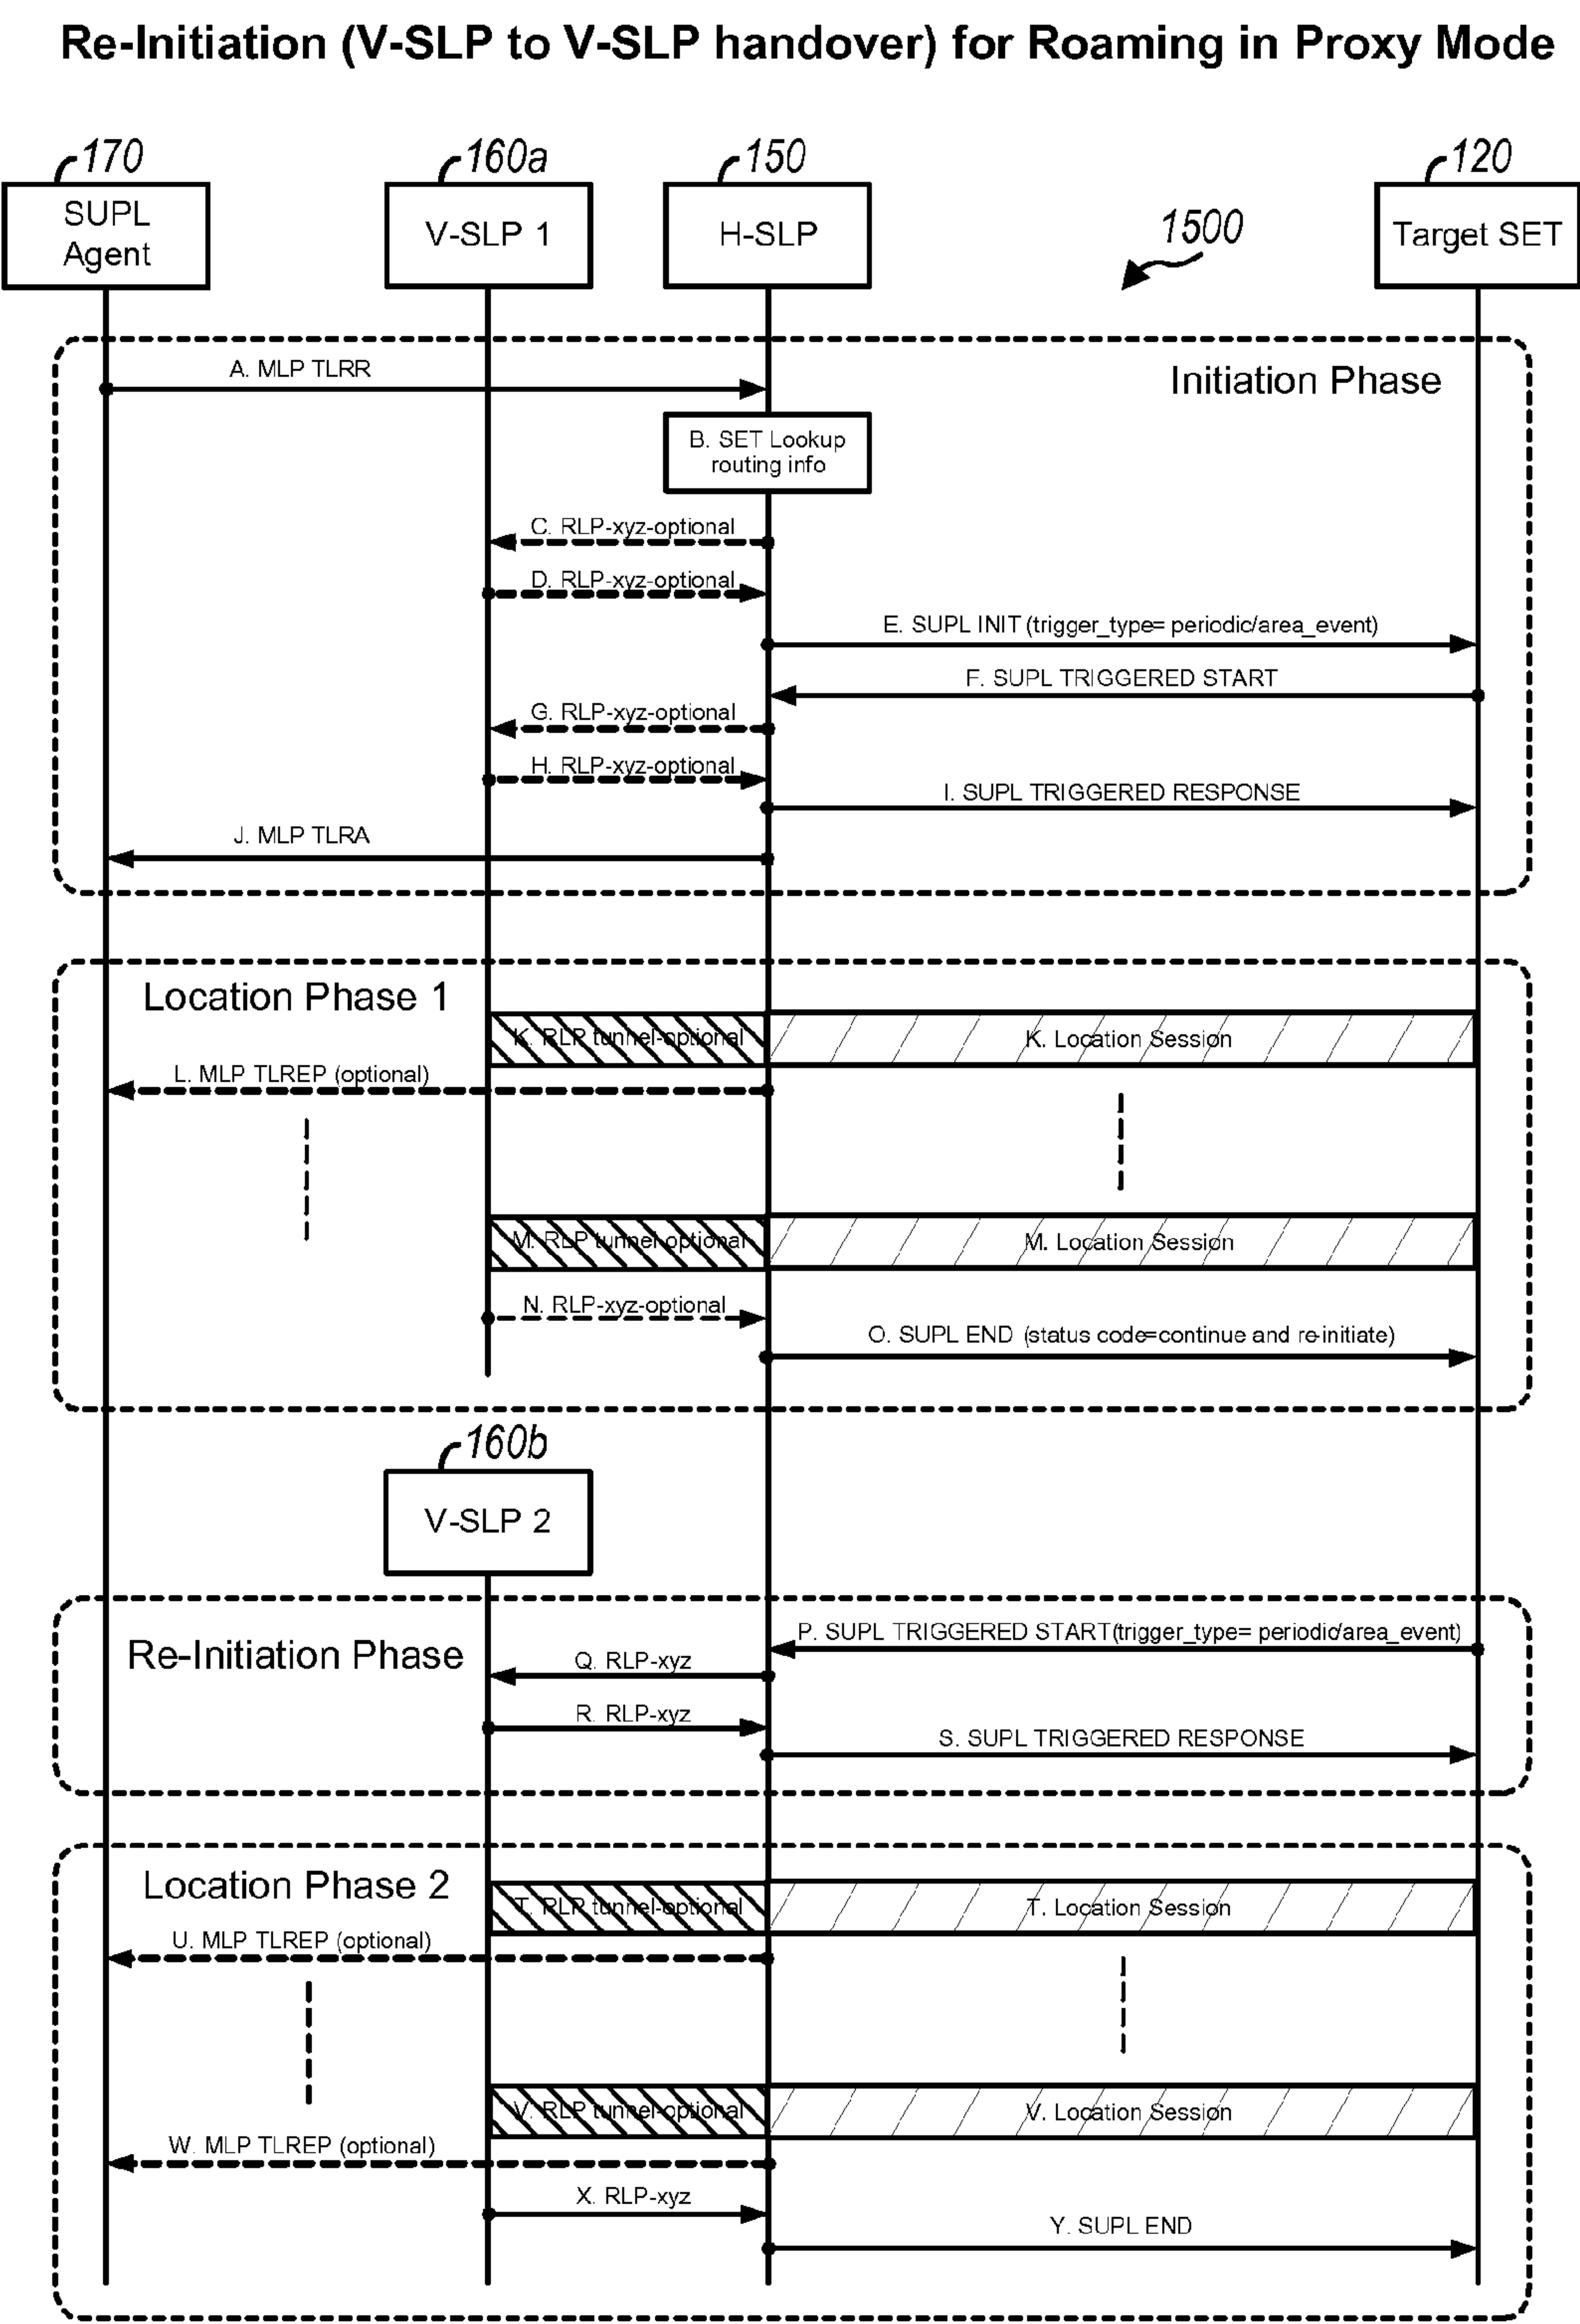 Re-Initiation (V-SLP to V-SLP handover) for Roaming in Proxy Mode
170
160a
150
120
SUPL
Agent
V-SLP 1
H-SLP
Target SET
1500
Initiation Phase
A. MLP TLRR
B. SET Lookup
routing info
C. RLP-xyz-optional
D. RLP-xyz-optional
E. SUPL INIT (trigger_type= periodic/area_event)
F. SUPL TRIGGERED START
G. RLP-xyz-optional
H. RLP-xyz-optional
I. SUPL TRIGGERED RESPONSE
J. MLP TLRA
Location Phase 1
K. RLP tunnel-optional
K. Location Session
L. MLP TLREP (optional)
M. RLP tunnel-optional
M. Location Session
N. RLP-xyz-optional
O. SUPL END (status code=continue and re-initiate)
160b
V-SLP 2
Re-Initiation Phase
P. SUPL TRIGGERED START(trigger_type= periodic/area_event)
Q. RLP-xyz
R. RLP-xyz
S. SUPL TRIGGERED RESPONSE
Location Phase 2
T. RLP tunnel-optional
T. Location Session
U. MLP TLREP (optional)
V. RLP tunnel-optional
V. Location Session
W. MLP TLREP (optional)
X. RLP-xyz
Y. SUPL END